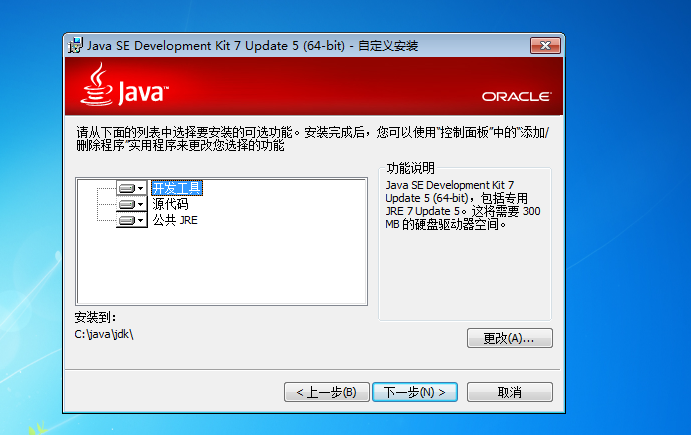 Java SE Development Kit 7 Update 5 (64-bit) - 自定义安装
Java™
ORACLE
请从下面的列表中选择要安装的可选功能。安装完成后，您可以使用"控制面板"中的"添加/
删除程序"实用程序来更改您选择的功能
功能说明
开发工具
源代码
公共 JRE
Java SE Development Kit 7
Update 5 (64-bit)，包括专用
JRE 7 Update 5。这将需要 300
MB 的硬盘驱动器空间。
安装到：
C:\java\jdk\
更改(A)...
< 上一步(B)
下一步(N) >
取消